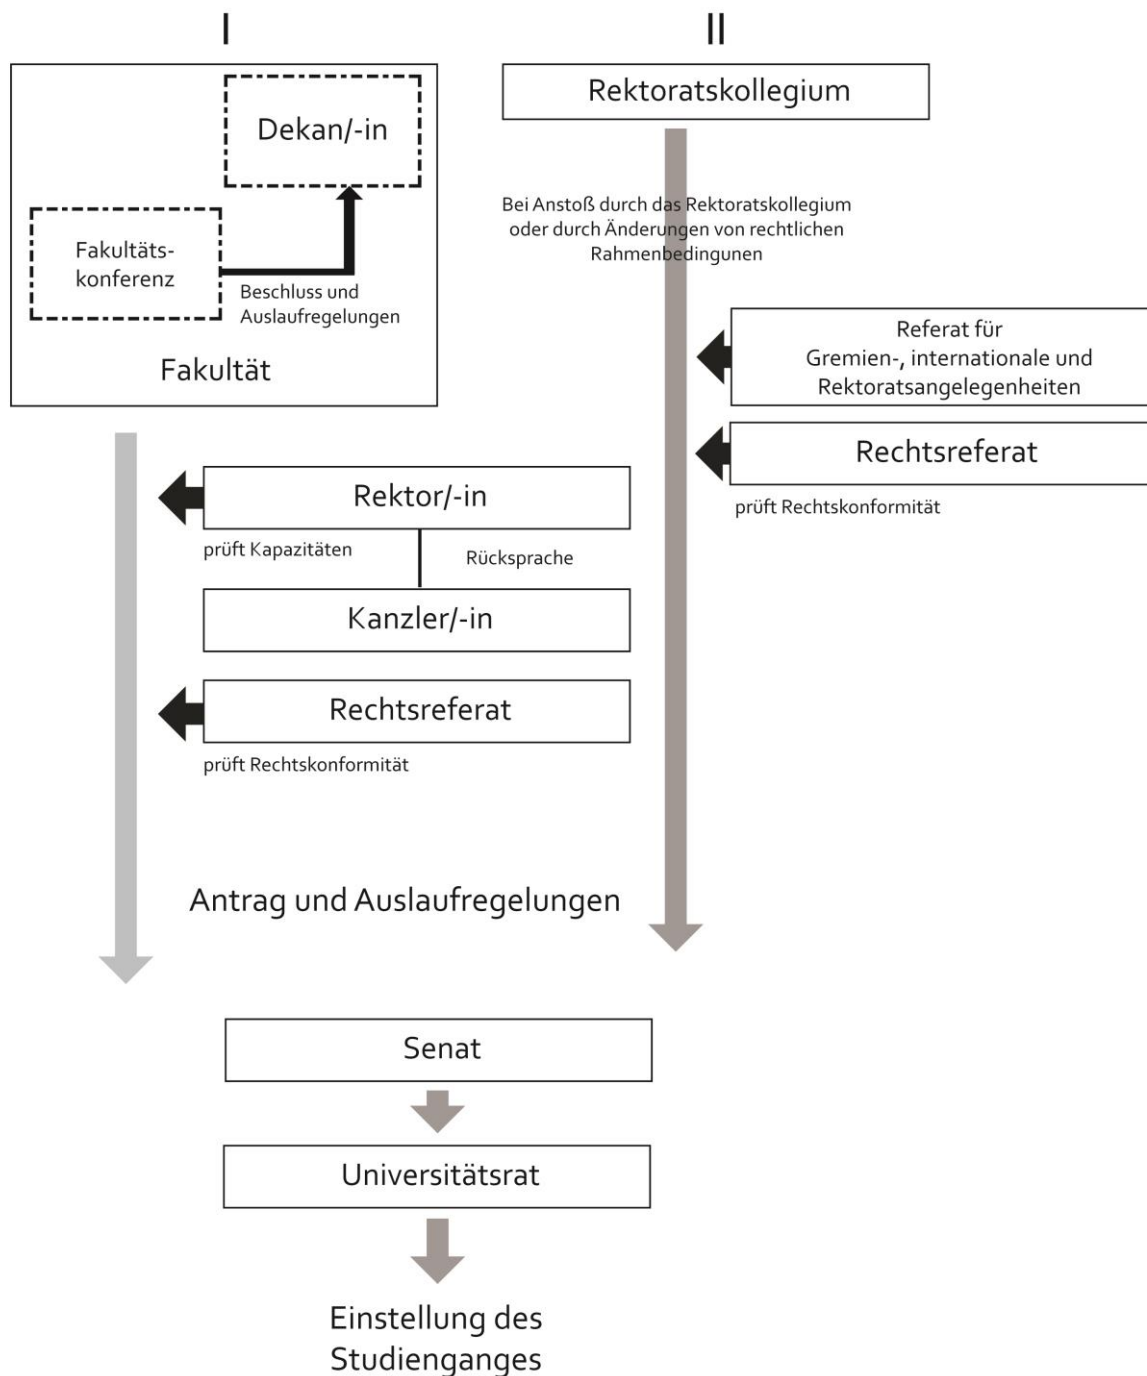 I
II
Dekan/-in
Fakultäts-
konferenz
Beschluss und
Auslaufregelungen
Fakultät
Rektoratskollegium
Bei Anstoß durch das Rektoratskollegium
oder durch Änderungen von rechtlichen
Rahmenbedingunen
Referat für
Gremien-, internationale und
Rektoratsangelegenheiten
Rechtsreferat
prüft Rechtskonformität
Rektor/-in
prüft Kapazitäten
Rücksprache
Kanzler/-in
Rechtsreferat
prüft Rechtskonformität
Antrag und Auslaufregelungen
Senat
Universitätsrat
Einstellung des
Studienganges